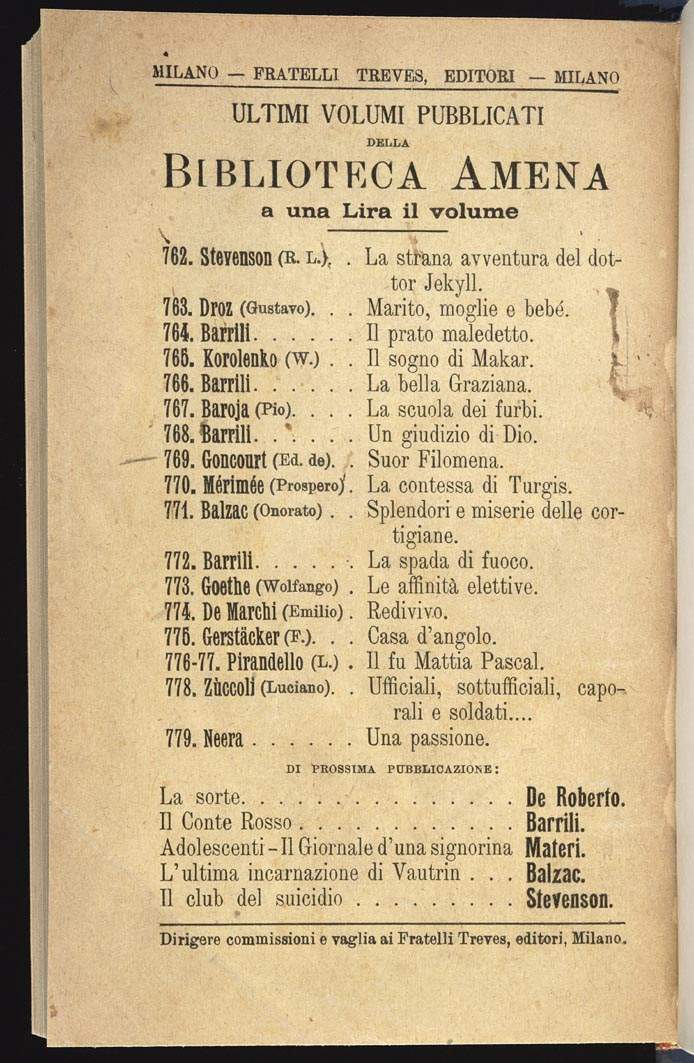 MILANO — FRATELLI TREVES, EDITORI — MILANO
ULTIMI VOLUMI PUBBLICATI
DELLA
BIBLIOTECA AMENA
a una Lira il volume
762. Stevenson (R. L.). . La strana avventura del dot-
tor Jekyll.
763. Droz (Gustavo). . . Marito, moglie e bebé.
764. Barrili. . . . . . Il prato maledetto.
765. Korolenko (W.) . . Il sogno di Makar.
766. Barrili. . . . . . La bella Graziana.
767. Baroja (Pio). . . . La scuola dei furbi.
768. Barrili. . . . . . Un giudizio di Dio.
769. Goncourt (Ed. de). . Suor Filomena.
770. Mérimée (Prospero). La contessa di Turgis.
771. Balzac (Onorato) . . Splendori e miserie delle cor-
tigiane.
772. Barrili. . . . . . La spada di fuoco.
773. Goethe (Wolfango) . Le affinità elettive.
774. De Marchi (Emilio) . Redivivo.
775. Gerstäcker (F.). . . Casa d'angolo.
776-77. Pirandello (L.) . Il fu Mattia Pascal.
778. Zùccoli (Luciano). . Ufficiali, sottufficiali, capo-
rali e soldati....
779. Neera . . . . . . Una passione.
DI PROSSIMA PUBBLICAZIONE:
La sorte. . . . . . . . . . . . . . . De Roberto.
Il Conte Rosso . . . . . . . . . . . . Barrili.
Adolescenti - Il Giornale d'una signorina Materi.
L'ultima incarnazione di Vautrin . . . Balzac.
Il club del suicidio . . . . . . . . . Stevenson.
Dirigere commissioni e vaglia ai Fratelli Treves, editori, Milano.